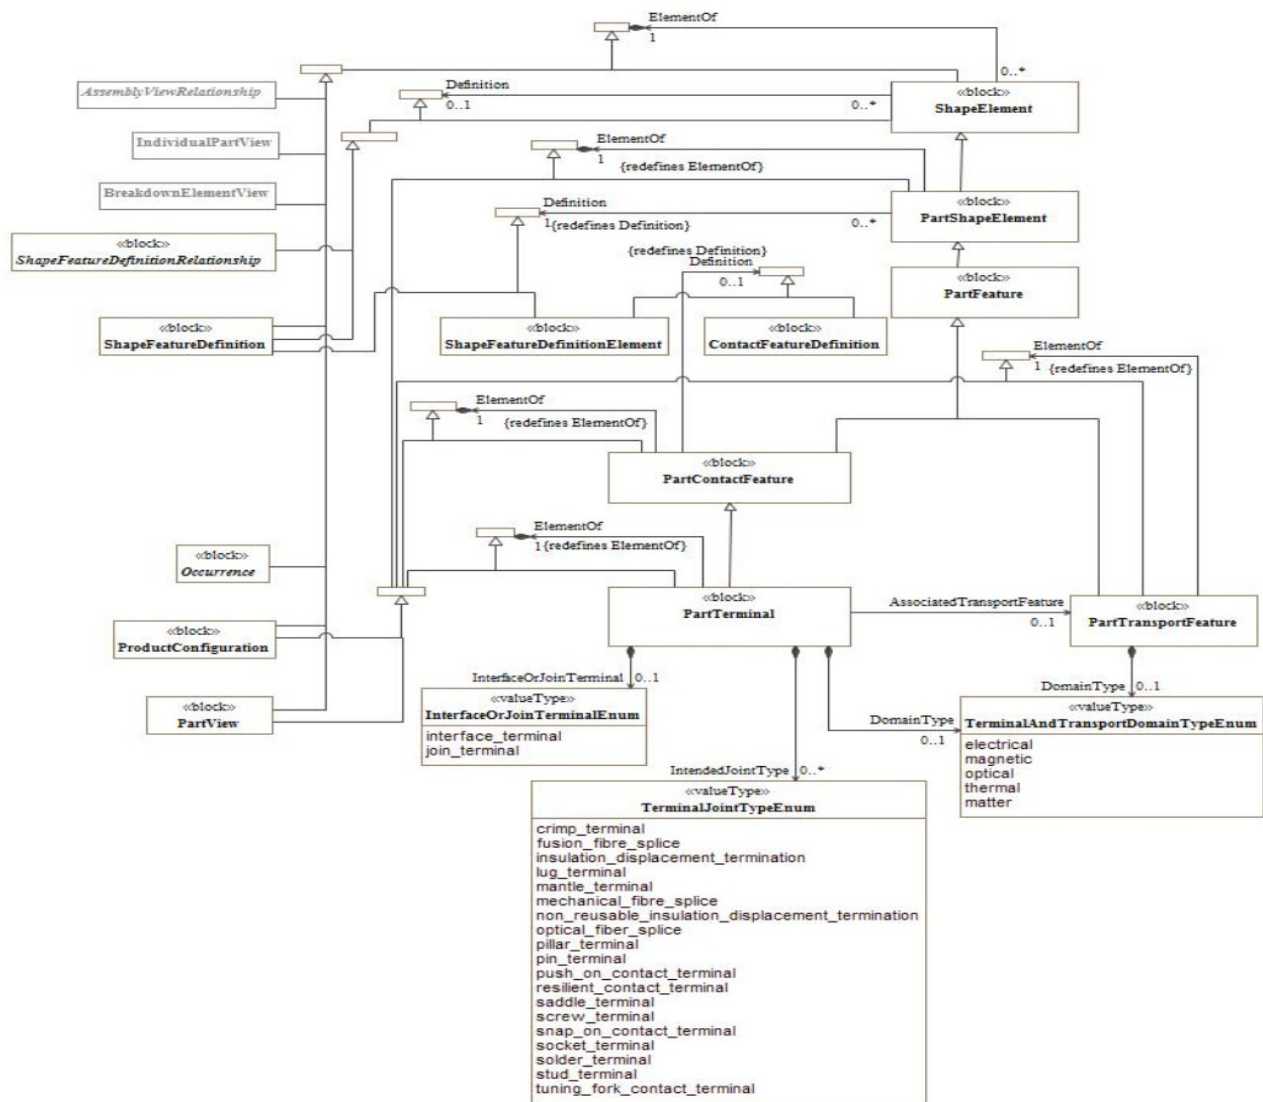 ElementOf
1
0..*
AssemblyViewRelationship
Definition
0..1
0..*
«block»
ShapeElement
IndividualPartView
ElementOf
1
{redefines ElementOf}
BreakdownElementView
Definition
1
{redefines Definition}
0..*
«block»
PartShapeElement
«block»
ShapeFeatureDefinitionRelationship
{redefines Definition}
Definition
0..1
«block»
PartFeature
«block»
ShapeFeatureDefinition
«block»
ShapeFeatureDefinitionElement
«block»
ContactFeatureDefinition
ElementOf
1
{redefines ElementOf}
ElementOf
1
{redefines ElementOf}
«block»
PartContactFeature
ElementOf
1{redefines ElementOf}
«block»
Occurrence
«block»
PartTerminal
AssociatedTransportFeature
0..1
«block»
PartTransportFeature
«block»
ProductConfiguration
InterfaceOrJoinTerminal
0..1
DomainType
0..1
«block»
PartView
«valueType»
InterfaceOrJoinTerminalEnum
interface_terminal
join_terminal
DomainType
0..1
«valueType»
TerminalAndTransportDomainTypeEnum
electrical
magnetic
optical
thermal
matter
IntendedJointType
0..*
«valueType»
TerminalJointTypeEnum
crimp_terminal
fusion_fibre_splice
insulation_displacement_termination
lug_terminal
mantle_terminal
mechanical_fibre_splice
non_reusable_insulation_displacement_termination
optical_fiber_splice
pillar_terminal
pin_terminal
push_on_contact_terminal
resilient_contact_terminal
saddle_terminal
screw_terminal
snap_on_contact_terminal
socket_terminal
solder_terminal
stud_terminal
tuning_fork_contact_terminal